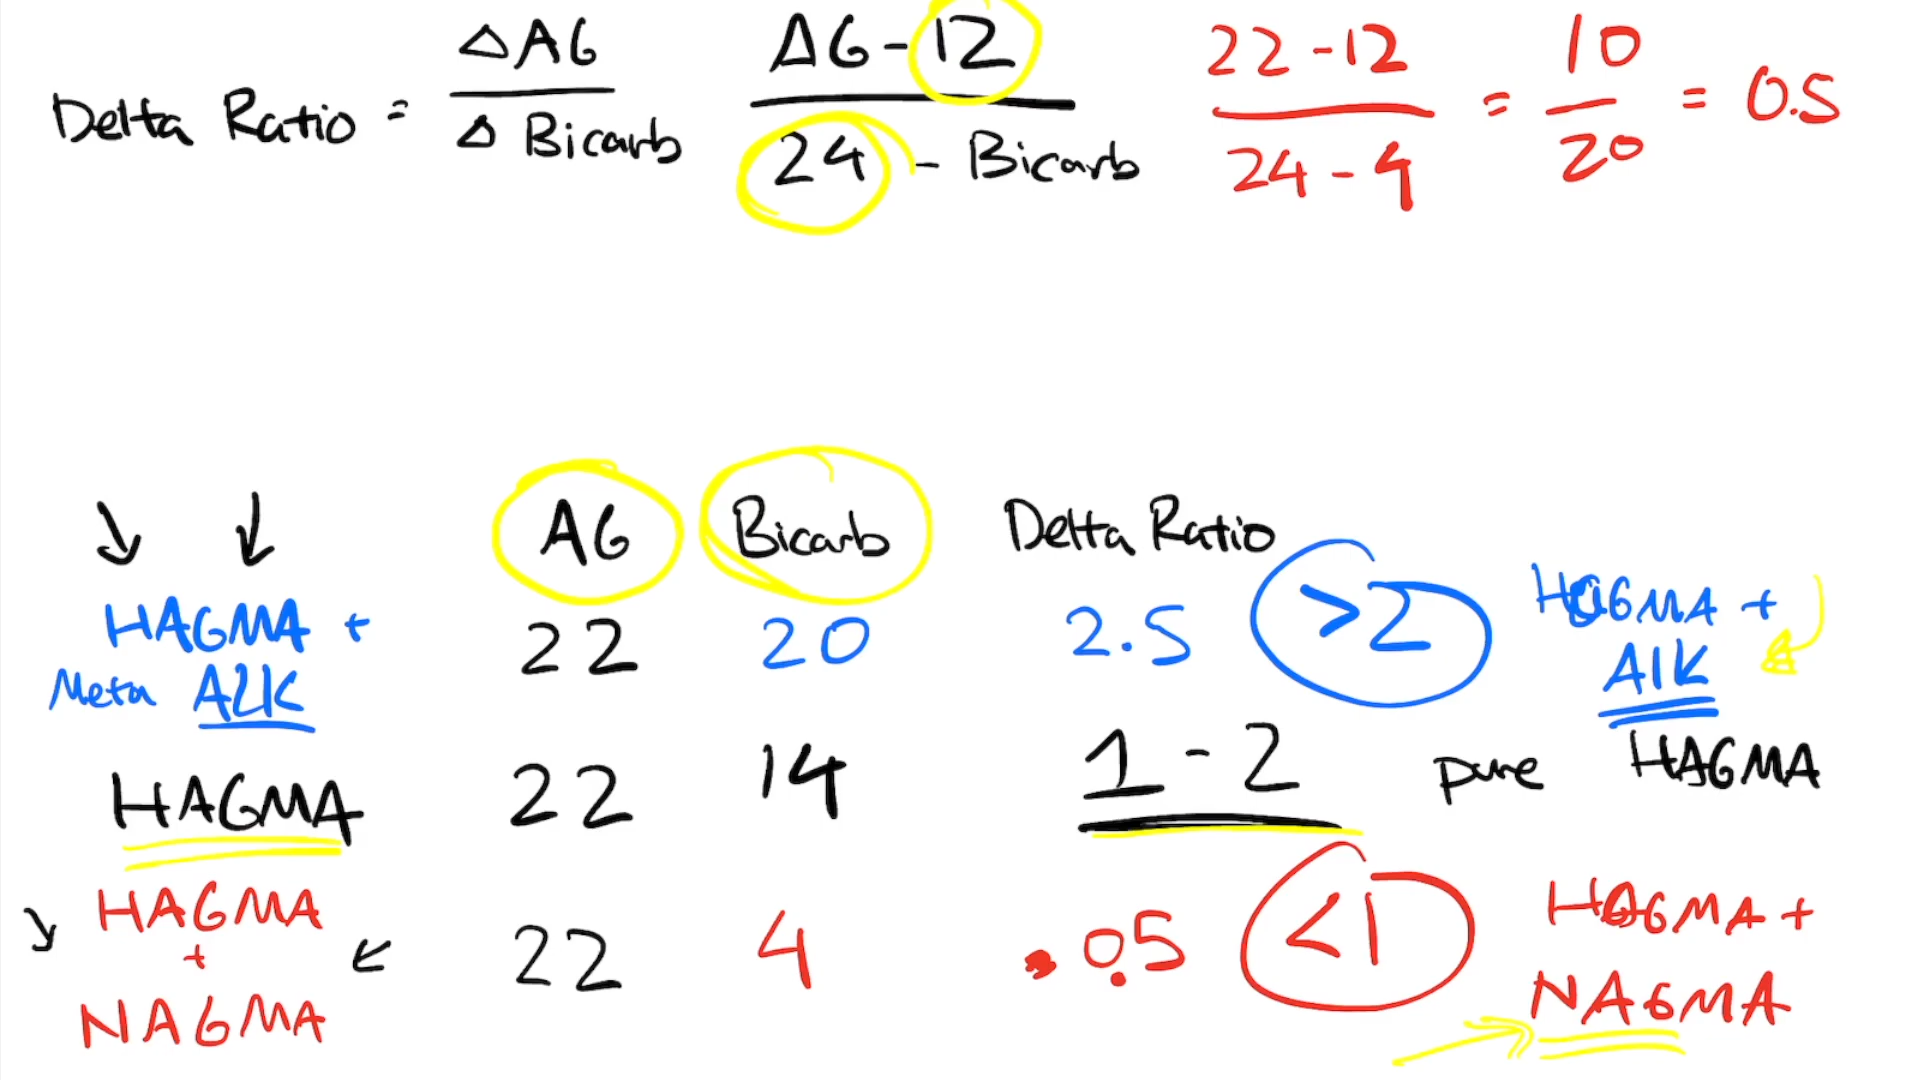 Delta Ratio = ΔAG / Δ Bicarb   AG - 12 / 24 - Bicarb   22 - 12 / 24 - 4 = 10 / 20 = 0.5
AG Bicarb Delta Ratio
HAGMA + Meta ALK 22 20 2.5 >2 HAGMA + Alk
HAGMA 22 14 1 - 2 pure HAGMA
HAGMA + NAGMA 22 4 0.5 <1 HAGMA + NAGMA